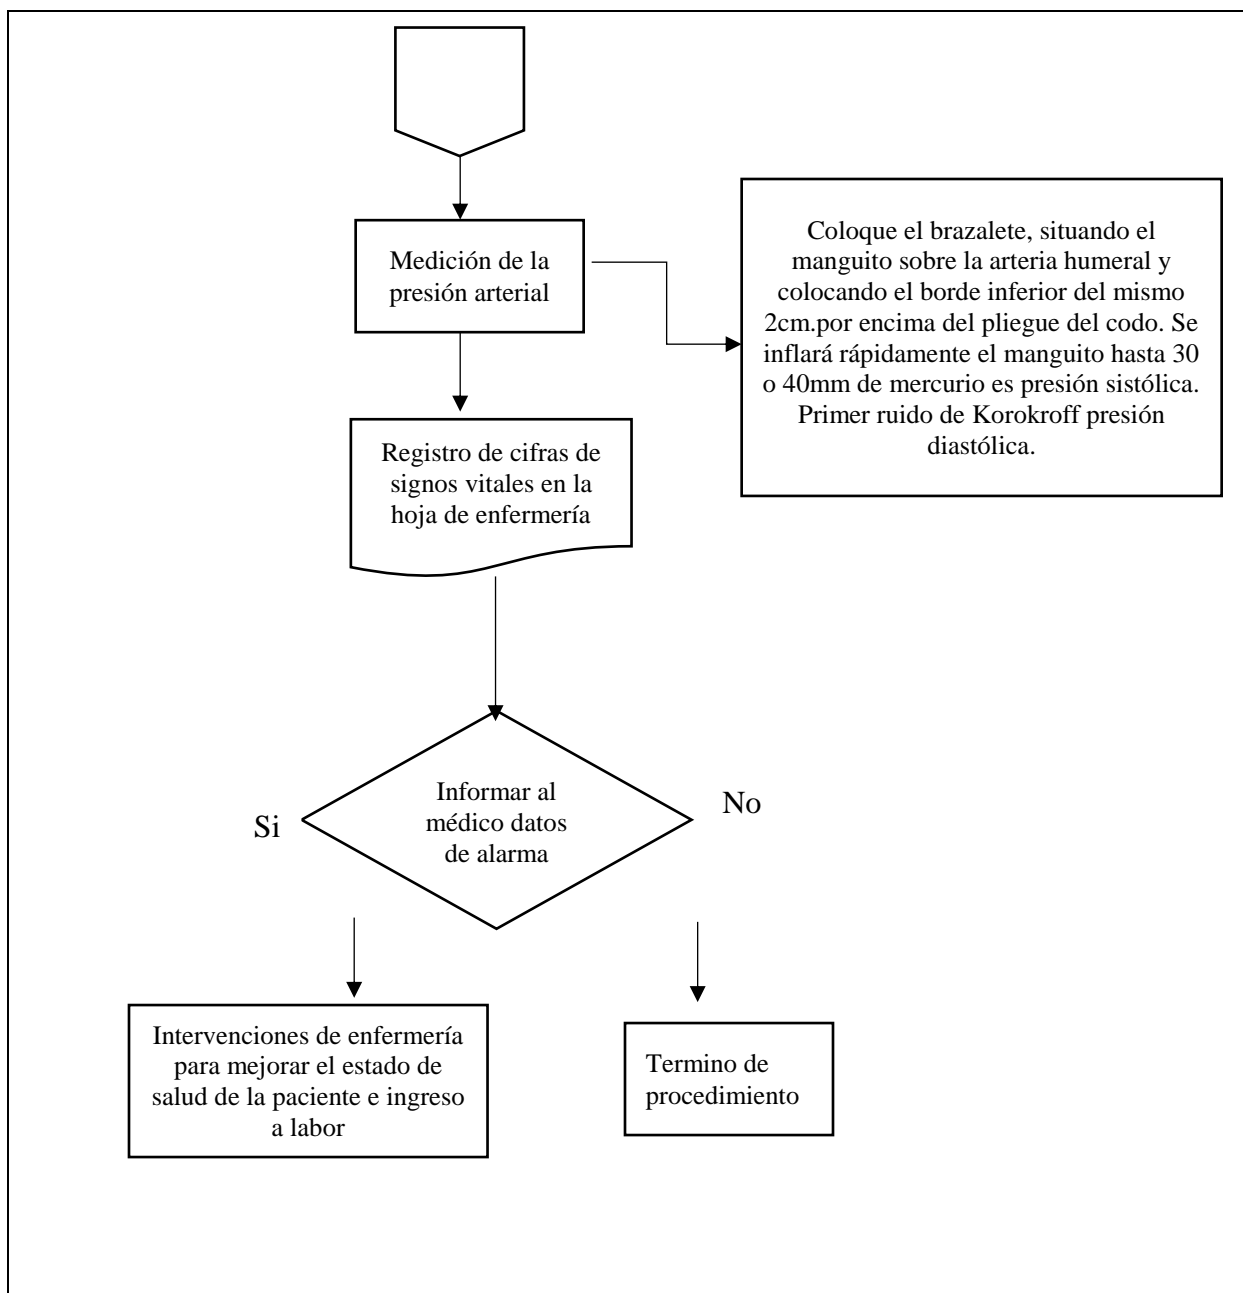 Medición de la
presión arterial
Coloque el brazalete, situando el
manguito sobre la arteria humeral y
colocando el borde inferior del mismo
2cm.por encima del pliegue del codo. Se
inflará rápidamente el manguito hasta 30
o 40mm de mercurio es presión sistólica.
Primer ruido de Korokroff presión
diastólica.
Registro de cifras de
signos vitales en la
hoja de enfermería
Informar al
médico datos
de alarma
Si
No
Intervenciones de enfermería
para mejorar el estado de
salud de la paciente e ingreso
a labor
Termino de
procedimiento